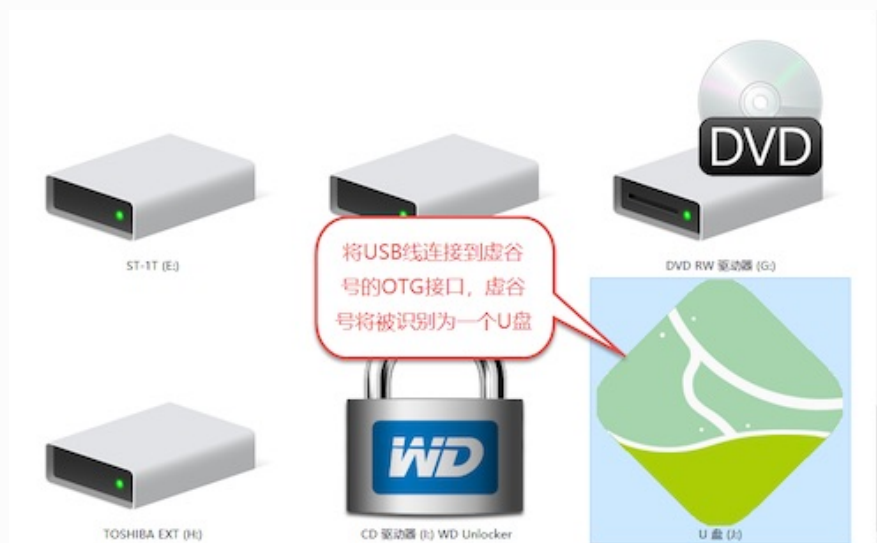 DVD
ST-1T (E:)
将USB线连接到虚谷
号的OTG接口，虚谷
号将被识别为一个U盘
DVD RW 驱动器 (G:)
WD
TOSHIBA EXT (H:)
CD 驱动器 (I:) WD Unlocker
U 盘 (J:)